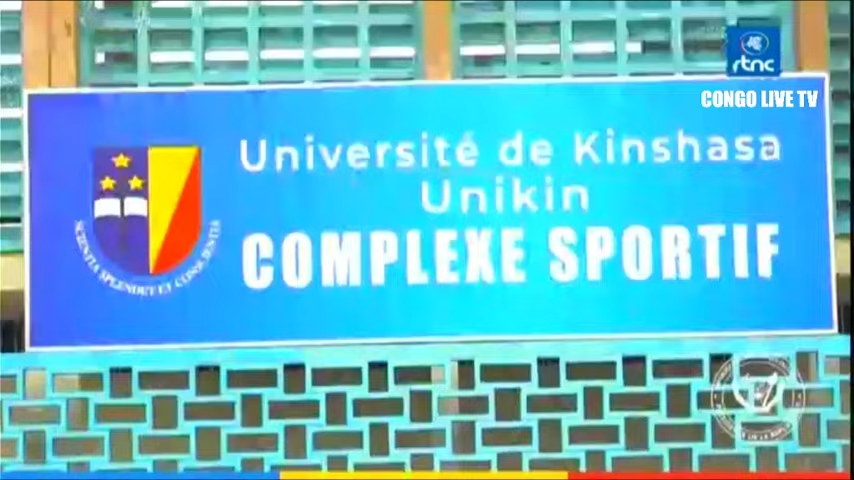 rtnc
CONGO LIVE TV
Université de Kinshasa
Unikin
COMPLEXE SPORTIF
SCIENTIA SPLENDET ET CONSCIENTIA